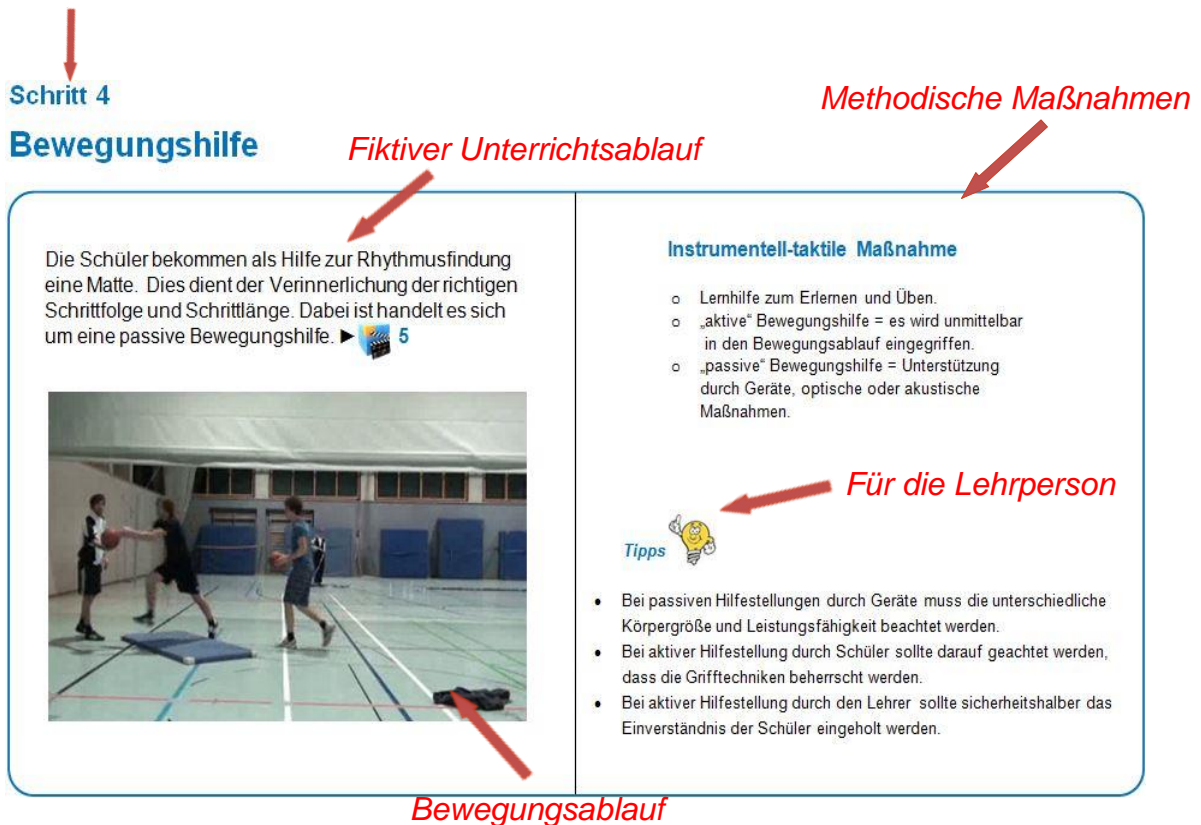 Schritt 4
Methodische Maßnahmen
Bewegungshilfe
Fiktiver Unterrichtsablauf
Die Schüler bekommen als Hilfe zur Rhythmusfindung
eine Matte. Dies dient der Verinnerlichung der richtigen
Schrittfolge und Schrittlänge. Dabei ist handelt es sich
um eine passive Bewegungshilfe. ► 5
Instrumentell-taktile Maßnahme
o Lernhilfe zum Erlernen und Üben.
o „aktive“ Bewegungshilfe = es wird unmittelbar
in den Bewegungsablauf eingegriffen.
o „passive“ Bewegungshilfe = Unterstützung
durch Geräte, optische oder akustische
Maßnahmen.
Für die Lehrperson
Tipps
• Bei passiven Hilfestellungen durch Geräte muss die unterschiedliche
Körpergröße und Leistungsfähigkeit beachtet werden.
• Bei aktiver Hilfestellung durch Schüler sollte darauf geachtet werden,
dass die Grifftechniken beherrscht werden.
• Bei aktiver Hilfestellung durch den Lehrer sollte sicherheitshalber das
Einverständnis der Schüler eingeholt werden.
Bewegungsablauf